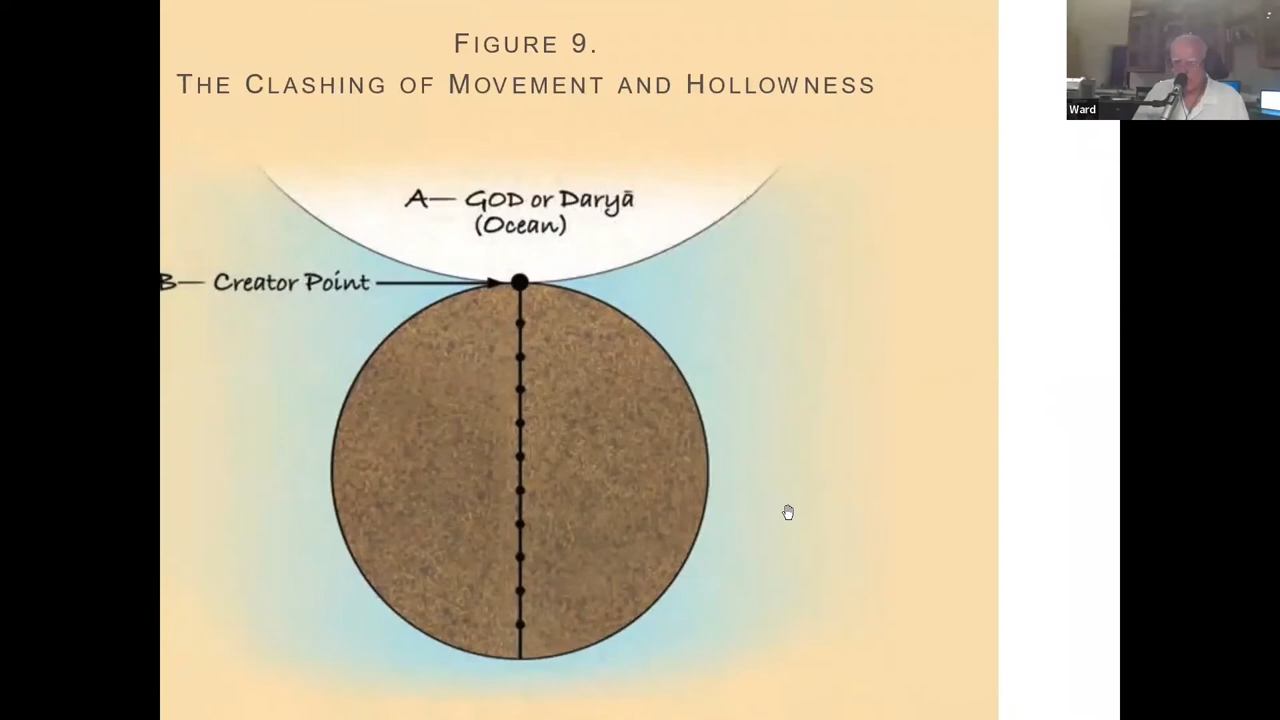 FIGURE 9.
THE CLASHING OF MOVEMENT AND HOLLOWNESS
A— GOD or Daryā
(Ocean)
B— Creator Point
Ward